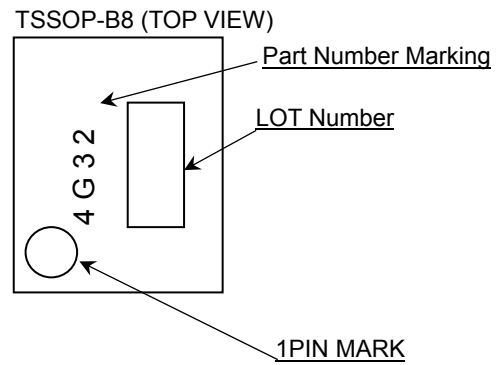 TSSOP-B8 (TOP VIEW)
Part Number Marking
LOT Number
4G32
1PIN MARK